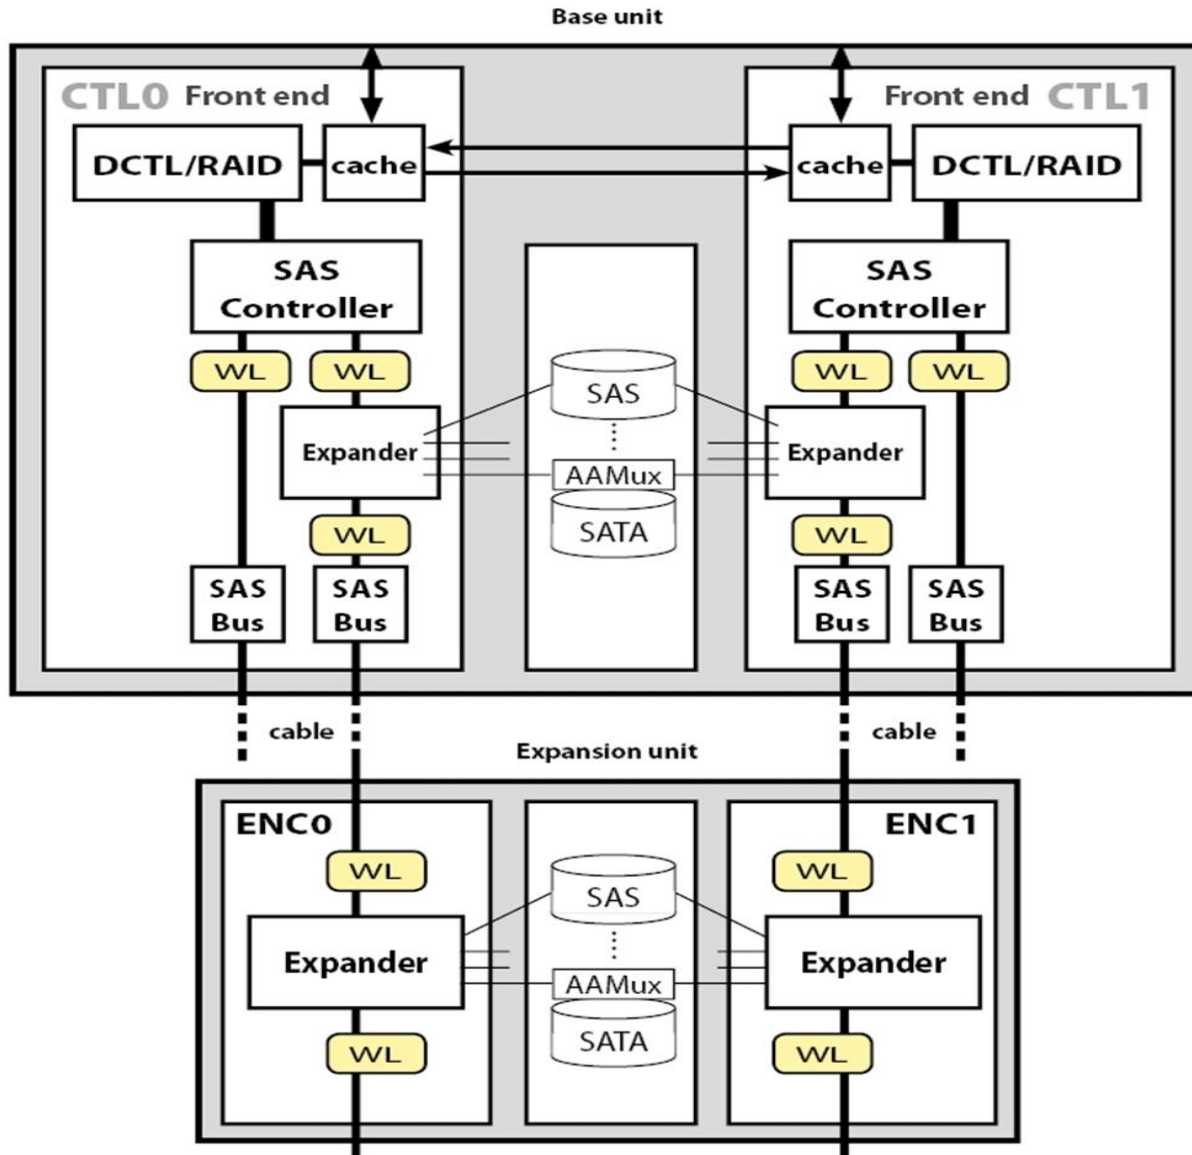 Base unit
CTL0 Front end
Front end CTL1
DCTL/RAID
cache
cache
DCTL/RAID
SAS
Controller
SAS
Controller
WL
WL
WL
WL
SAS
Expander
Expander
AAMux
SATA
WL
WL
SAS
Bus
SAS
Bus
SAS
Bus
SAS
Bus
cable
cable
Expansion unit
ENC0
ENC1
WL
WL
SAS
Expander
Expander
AAMux
SATA
WL
WL